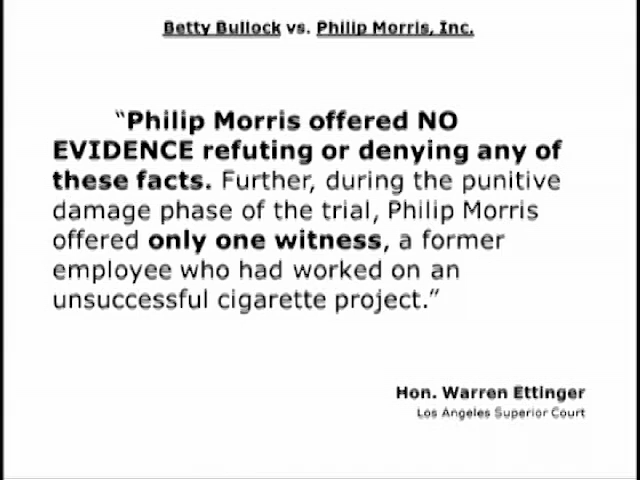 Betty Bullock vs. Philip Morris, Inc.
“Philip Morris offered NO
EVIDENCE refuting or denying any of
these facts. Further, during the punitive
damage phase of the trial, Philip Morris
offered only one witness, a former
employee who had worked on an
unsuccessful cigarette project.”
Hon. Warren Ettinger
Los Angeles Superior Court